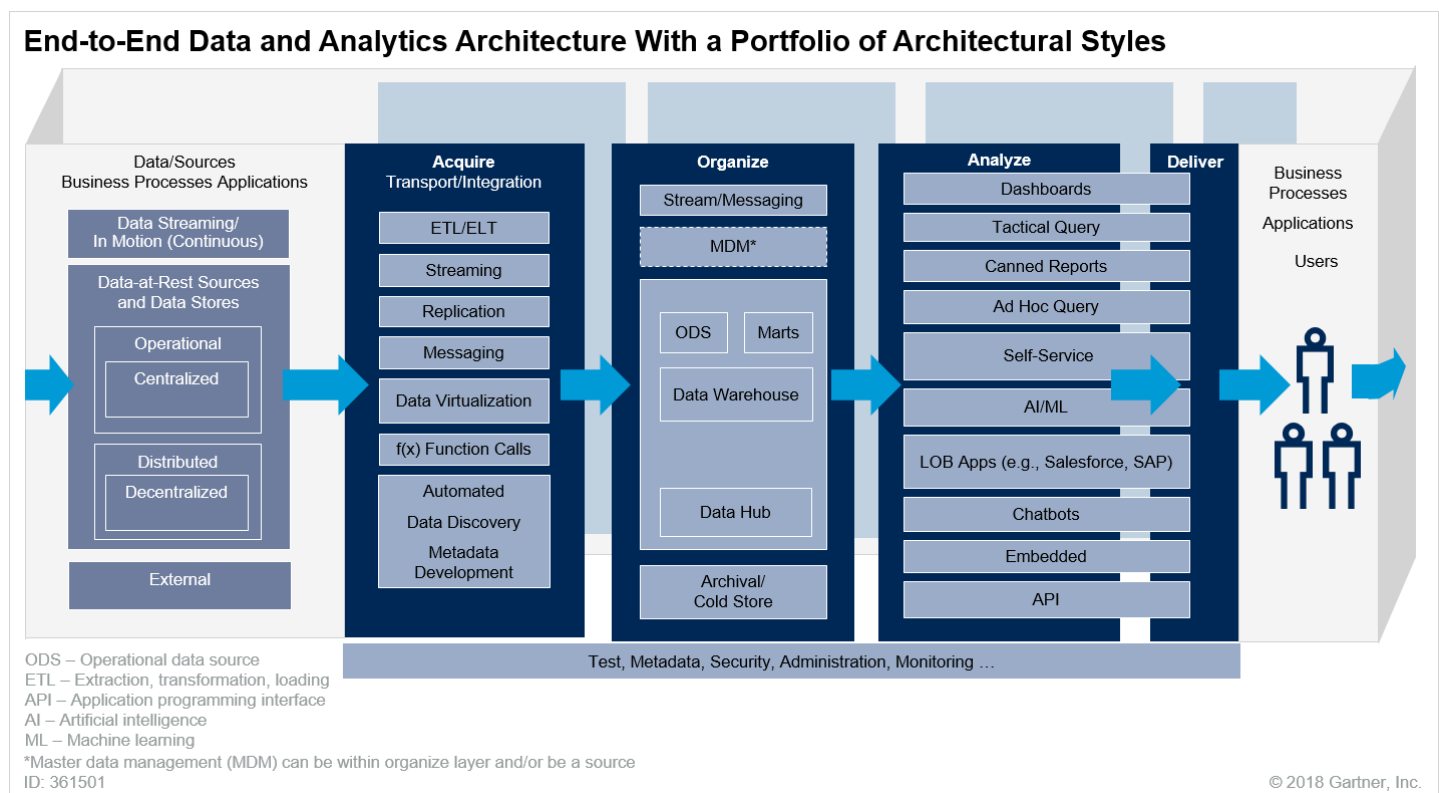 End-to-End Data and Analytics Architecture With a Portfolio of Architectural Styles
Data/Sources
Business Processes Applications
Data Streaming/
In Motion (Continuous)
Data-at-Rest Sources
and Data Stores
Operational
Centralized
Distributed
Decentralized
External
Acquire
Transport/Integration
ETL/ELT
Streaming
Replication
Messaging
Data Virtualization
f(x) Function Calls
Automated
Data Discovery
Metadata
Development
Organize
Stream/Messaging
MDM*
ODS
Marts
Data Warehouse
Data Hub
Archival/
Cold Store
Analyze
Deliver
Dashboards
Tactical Query
Canned Reports
Ad Hoc Query
Self-Service
AI/ML
LOB Apps (e.g., Salesforce, SAP)
Chatbots
Embedded
API
Business
Processes
Applications
Users
Test, Metadata, Security, Administration, Monitoring ...
ODS – Operational data source
ETL – Extraction, transformation, loading
API – Application programming interface
AI – Artificial intelligence
ML – Machine learning
*Master data management (MDM) can be within organize layer and/or be a source
ID: 361501
© 2018 Gartner, Inc.